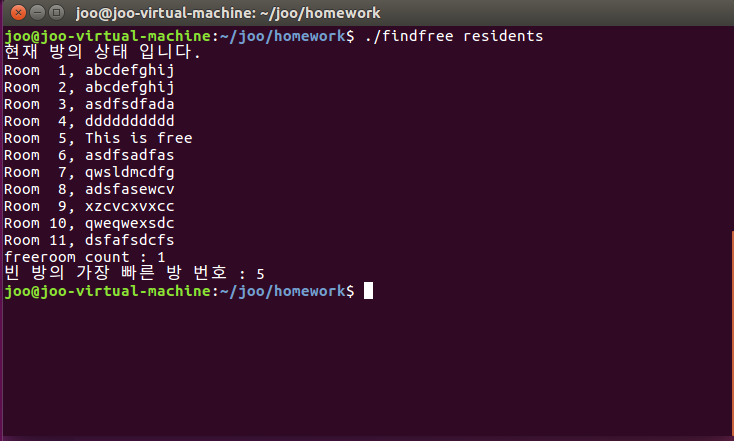 joo@joo-virtual-machine: ~/joo/homework
joo@joo-virtual-machine:~/joo/homework$ ./findfree residents
현재 방의 상태 입니다.
Room  1, abcdefghij
Room  2, abcdefghij
Room  3, asdfsdfada
Room  4, dddddddddd
Room  5, This is free
Room  6, asdfsadfas
Room  7, qwsldmcdfg
Room  8, adsfasewcv
Room  9, xzcvcxvxcc
Room 10, qweqwexsdc
Room 11, dsfafsdcfs
freeroom count : 1
빈 방의 가장 빠른 방 번호 : 5
joo@joo-virtual-machine:~/joo/homework$